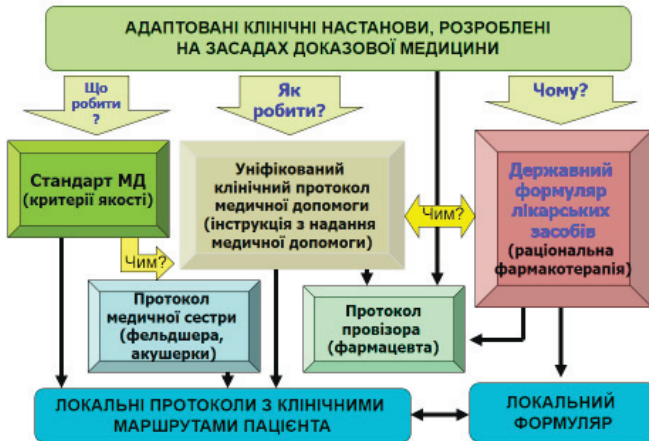 АДАПТОВАНІ КЛІНІЧНІ НАСТАНОВИ, РОЗРОБЛЕНІ
НА ЗАСАДАХ ДОКАЗОВОЇ МЕДИЦИНИ
Що
робити
?
Як
робити?
Чому?
Стандарт МД
(критерії якості)
Уніфікований
клінічний протокол
медичної допомоги
(інструкція з надання
медичної допомоги)
Чим?
Державний
формуляр
лікарських
засобів
(раціональна
фармакотерапія)
Чим?
Протокол
медичної сестри
(фельдшера,
акушерки)
Протокол
провізора
(фармацевта)
ЛОКАЛЬНІ ПРОТОКОЛИ З КЛІНІЧНИМИ
МАРШРУТАМИ ПАЦІЄНТА
ЛОКАЛЬНИЙ
ФОРМУЛЯР